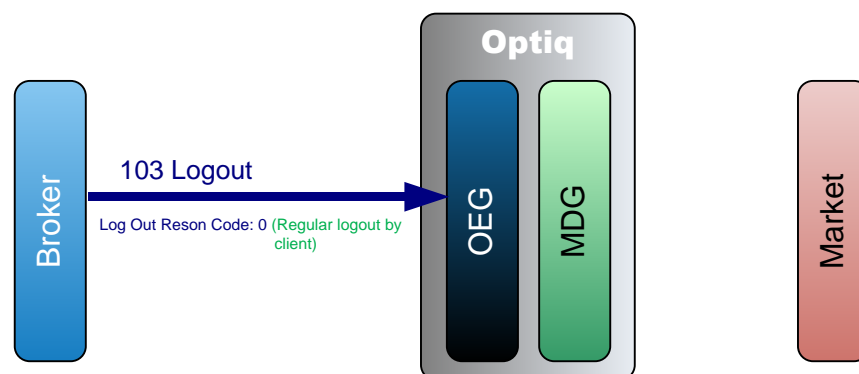 Optiq
Broker
103 Logout
Log Out Reson Code: 0 (Regular logout by
client)
OEG
MDG
Market